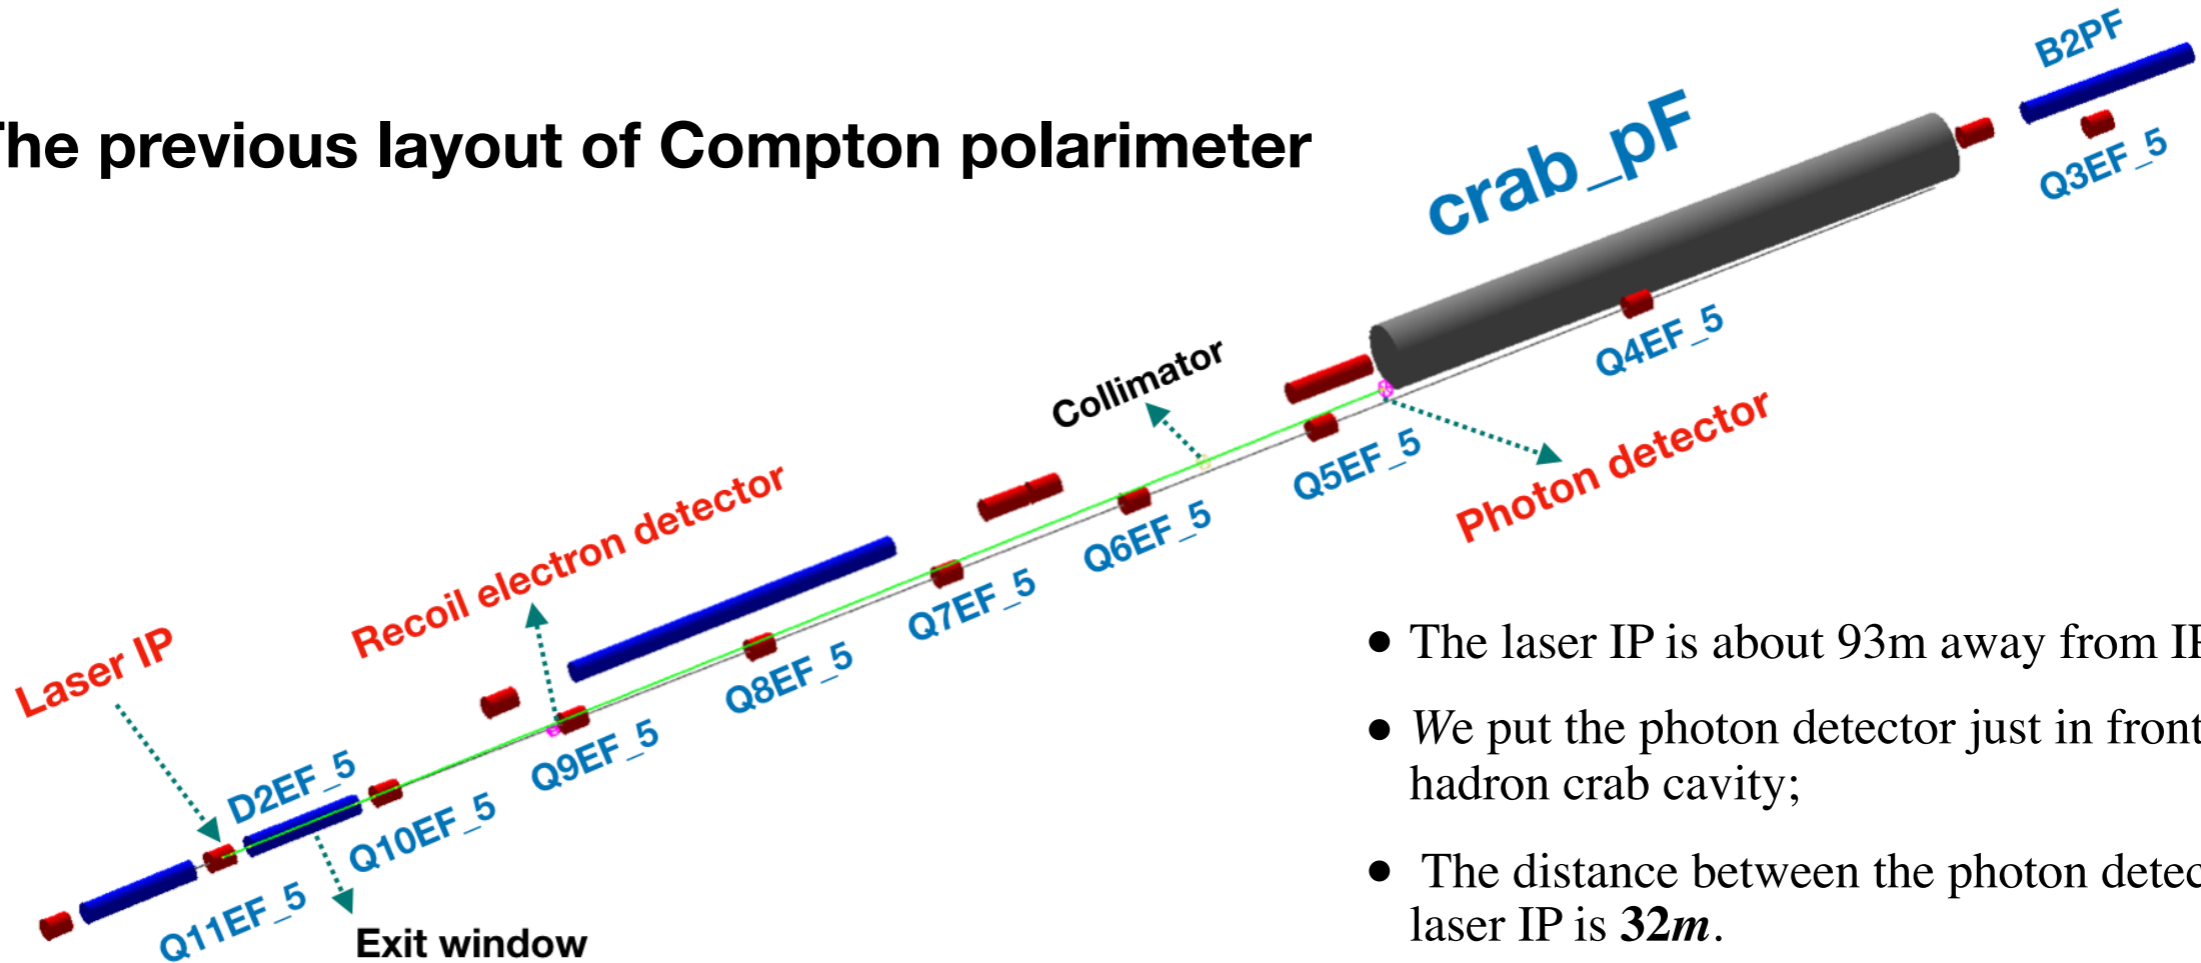 The previous layout of Compton polarimeter
B2PF
crab_pF
Q3EF_5
Q4EF_5
Collimator
Q5EF_5
Photon detector
Q6EF_5
Recoil electron detector
Q7EF_5
Q8EF_5
Laser IP
Q9EF_5
D2EF_5
Q10EF_5
Q11EF_5
Exit window
• The laser IP is about 93m away from IP
• We put the photon detector just in front
hadron crab cavity;
• The distance between the photon detec
laser IP is 32m.